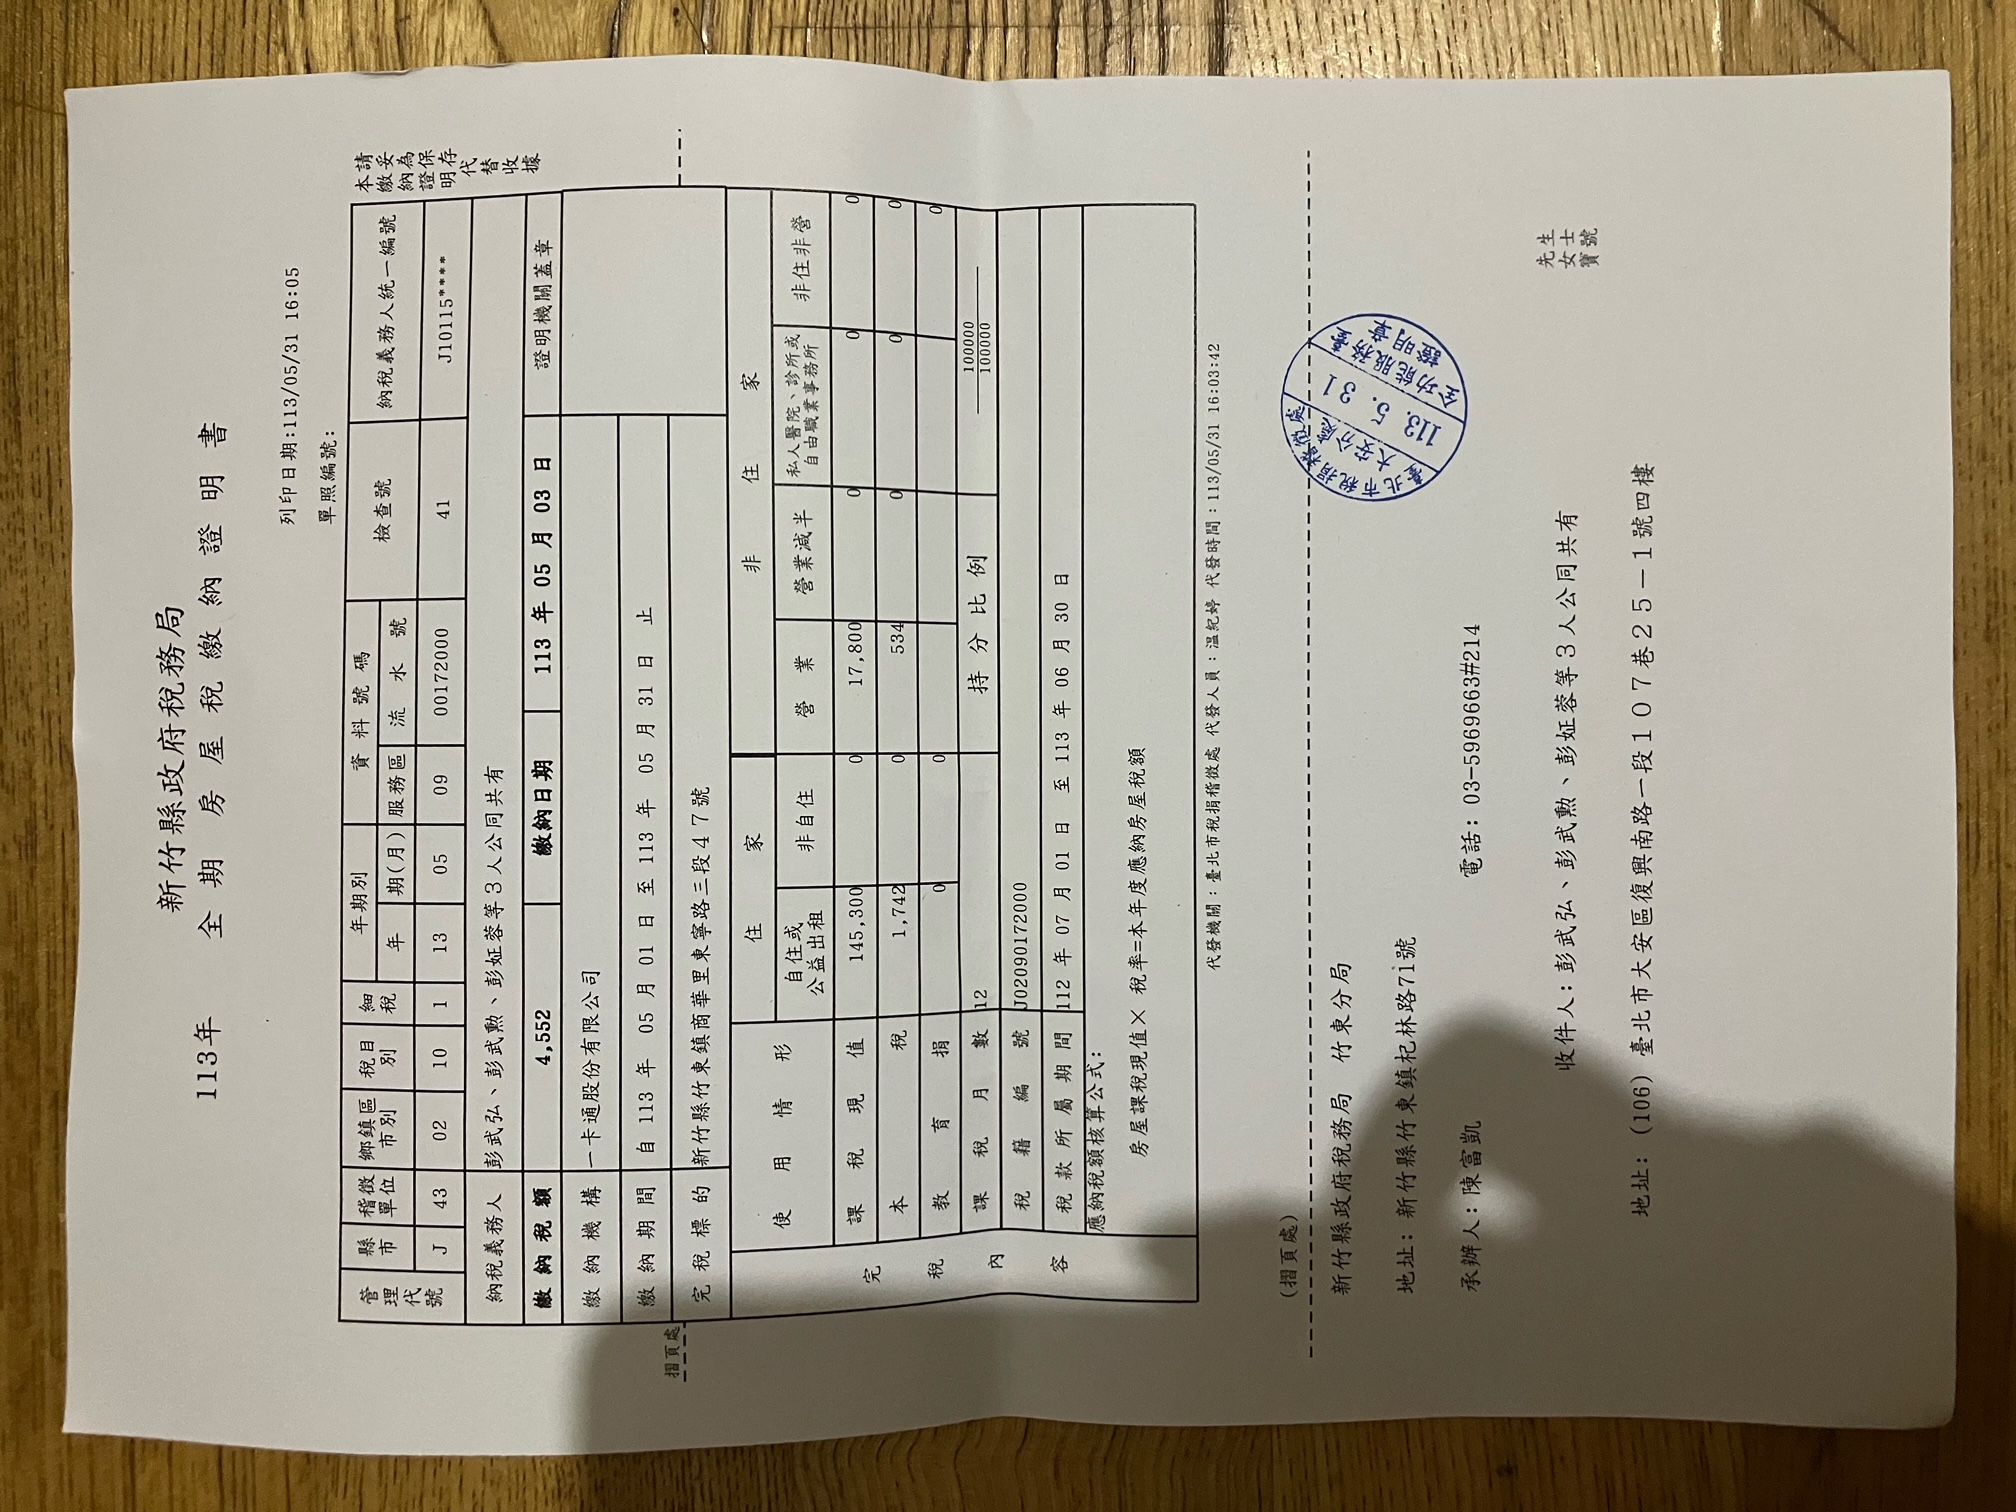 新竹縣政府稅務局
113年 全期房屋稅繳納證明書
列印日期:113/05/31 16:05
單照編號:
管理代號 縣市 稽徵單位 鄉鎮區市別 稅目別 細稅 年期別 資料號碼 檢查號 納稅義務人統一編號
年 期(月) 服務區 流水號
J 43 02 10 1 13 05 09 00172000 41 J10115****
納稅義務人 彭武弘、彭武勲、彭姃蓉等3人公同共有
繳納稅額 4,552 繳納日期 113 年 05 月 03 日 證明機關蓋章
繳納機構 一卡通股份有限公司
繳納期間 自 113 年 05 月 01 日 至 113 年 05 月 31 日 止
完稅標的 新竹縣竹東鎮商華里東寧路三段47號
摺頁處
本繳納證明代替收據
請妥為保存
完稅內容
使用情形 住家 非住家
自住或公益出租 非自住 營業 營業減半 私人醫院、診所或自由職業事務所 非住非營
課稅現值 145,300 0 17,800 0 0 0
本稅 1,742 0 534 0 0 0
教育捐 0 0 0
課稅月數 12 持分比例 100000
100000
稅籍編號 J02090172000
稅款所屬期間 112 年 07 月 01 日 至 113 年 06 月 30 日
應納稅額核算公式:
房屋課稅現值× 稅率=本年度應納房屋稅額
代發機關:臺北市稅捐稽徵處 代發人員:溫紀婷 代發時間:113/05/31 16:03:42
(摺頁處)
新竹縣政府稅務局 竹東分局
地址: 新竹縣竹東鎮杞林路71號
承辦人:陳富凱 電話: 03-5969663#214
臺北市稅捐稽徵處
大安分處
113. 5. 31
全功能服務臺
證明章
收件人:彭武弘、彭武勲、彭姃蓉等3人公同共有 先生
女士
寶號
地址: (106) 臺北市大安區復興南路一段107巷25-1號四樓